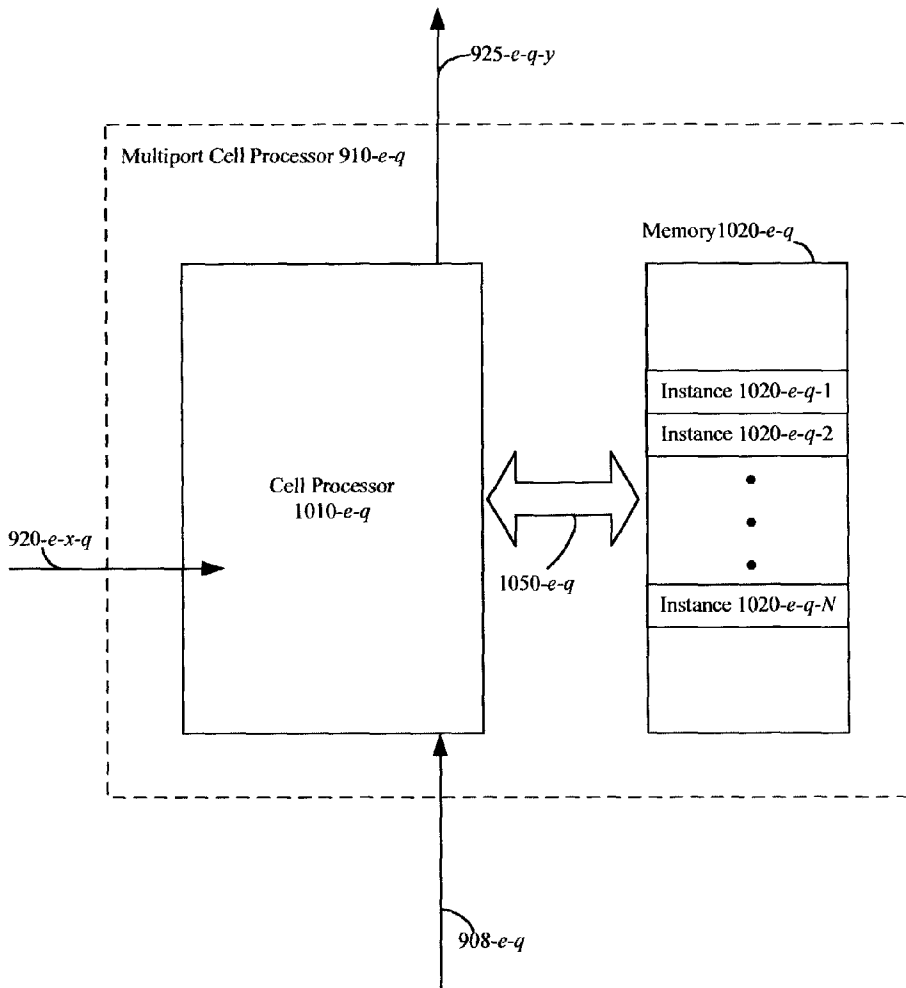 925-e-q-y
Multiport Cell Processor 910-e-q
Memory1020-e-q
Instance 1020-e-q-1
Instance 1020-e-q-2
Cell Processor
1010-e-q
920-e-x-q
1050-e-q
Instance 1020-e-q-N
908-e-q